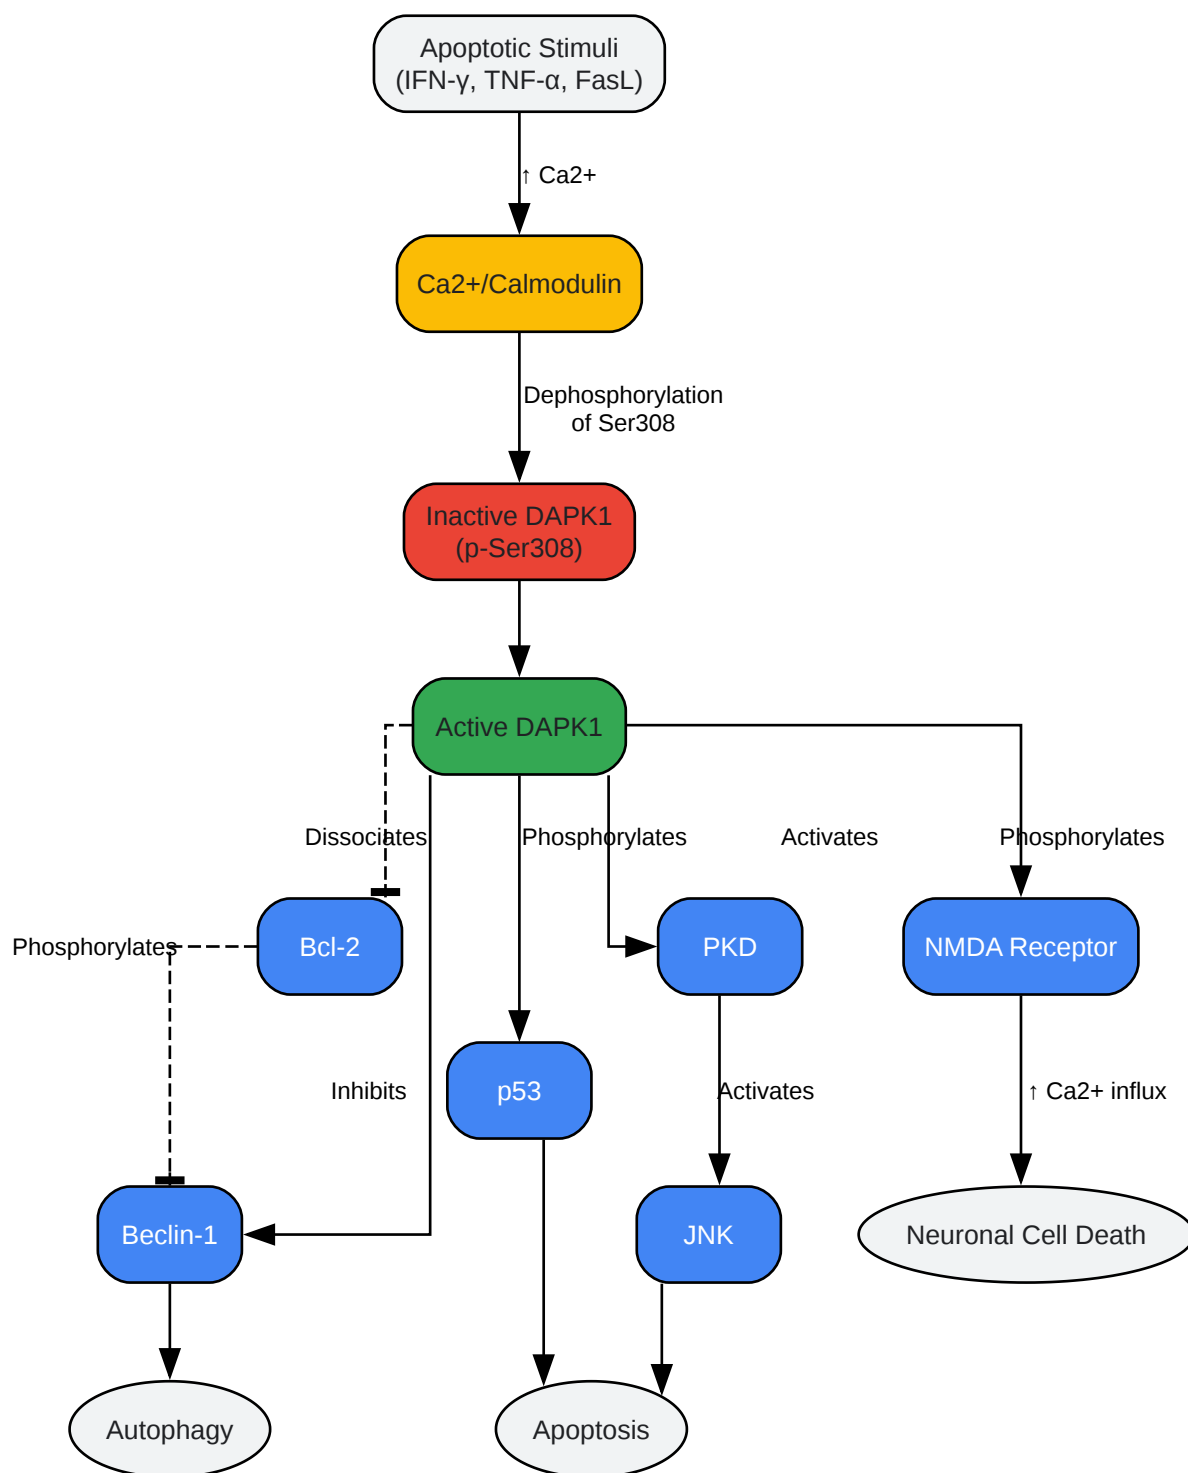 Apoptotic Stimuli
(IFN-γ, TNF-α, FasL)
↑ Ca2+
Ca2+/Calmodulin
Dephosphorylation
of Ser308
Inactive DAPK1
(p-Ser308)
Active DAPK1
Dissociates
Phosphorylates
Activates
Phosphorylates
Phosphorylates
Bcl-2
PKD
NMDA Receptor
Inhibits
p53
Activates
↑ Ca2+ influx
Beclin-1
JNK
Neuronal Cell Death
Autophagy
Apoptosis